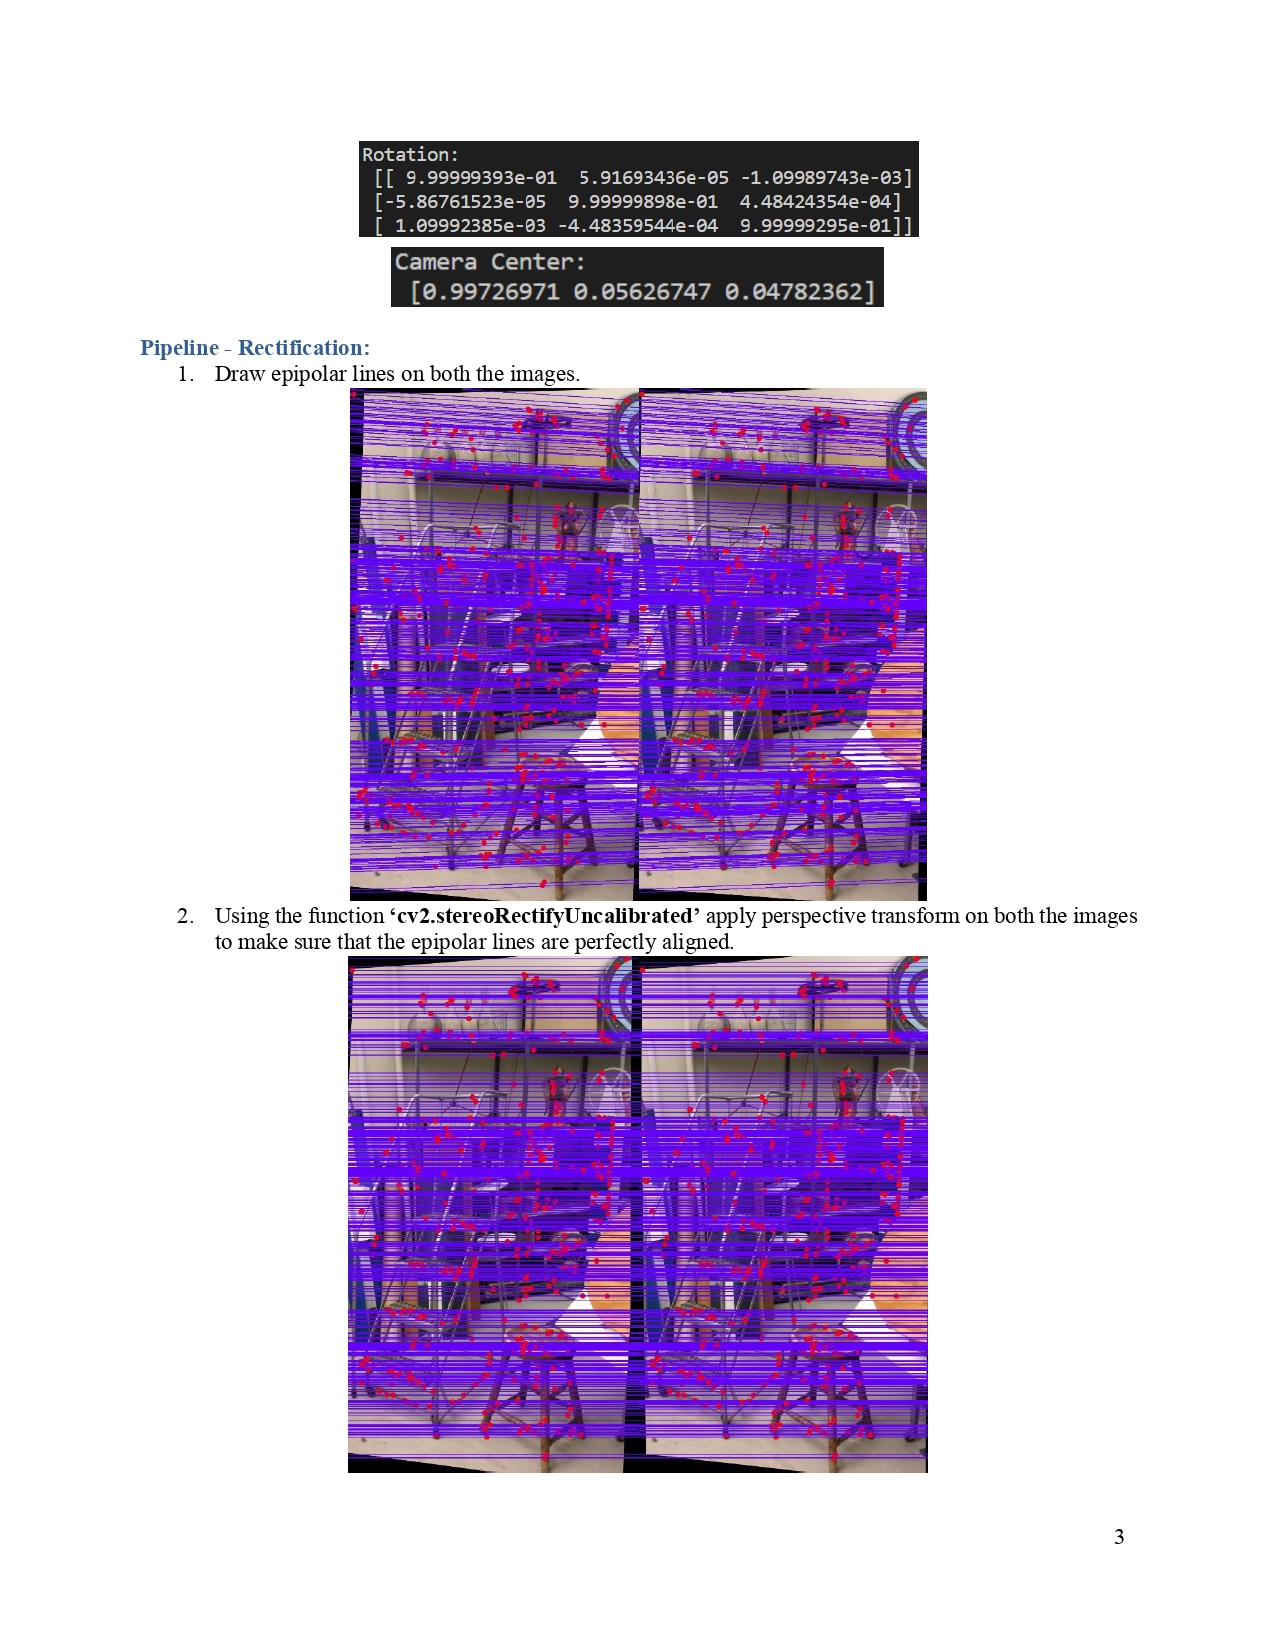 Rotation:
[[ 9.99999393e-01 5.91693436e-05 -1.09989743e-03]
[-5.86761523e-05 9.99999898e-01 4.48424354e-04]
[ 1.09992385e-03 -4.48359544e-04 9.99999295e-01]]
Camera Center:
[0.99726971 0.05626747 0.04782362]
Pipeline - Rectification:
1. Draw epipolar lines on both the images.
2. Using the function ‘cv2.stereoRectifyUncalibrated’ apply perspective transform on both the images
to make sure that the epipolar lines are perfectly aligned.
3